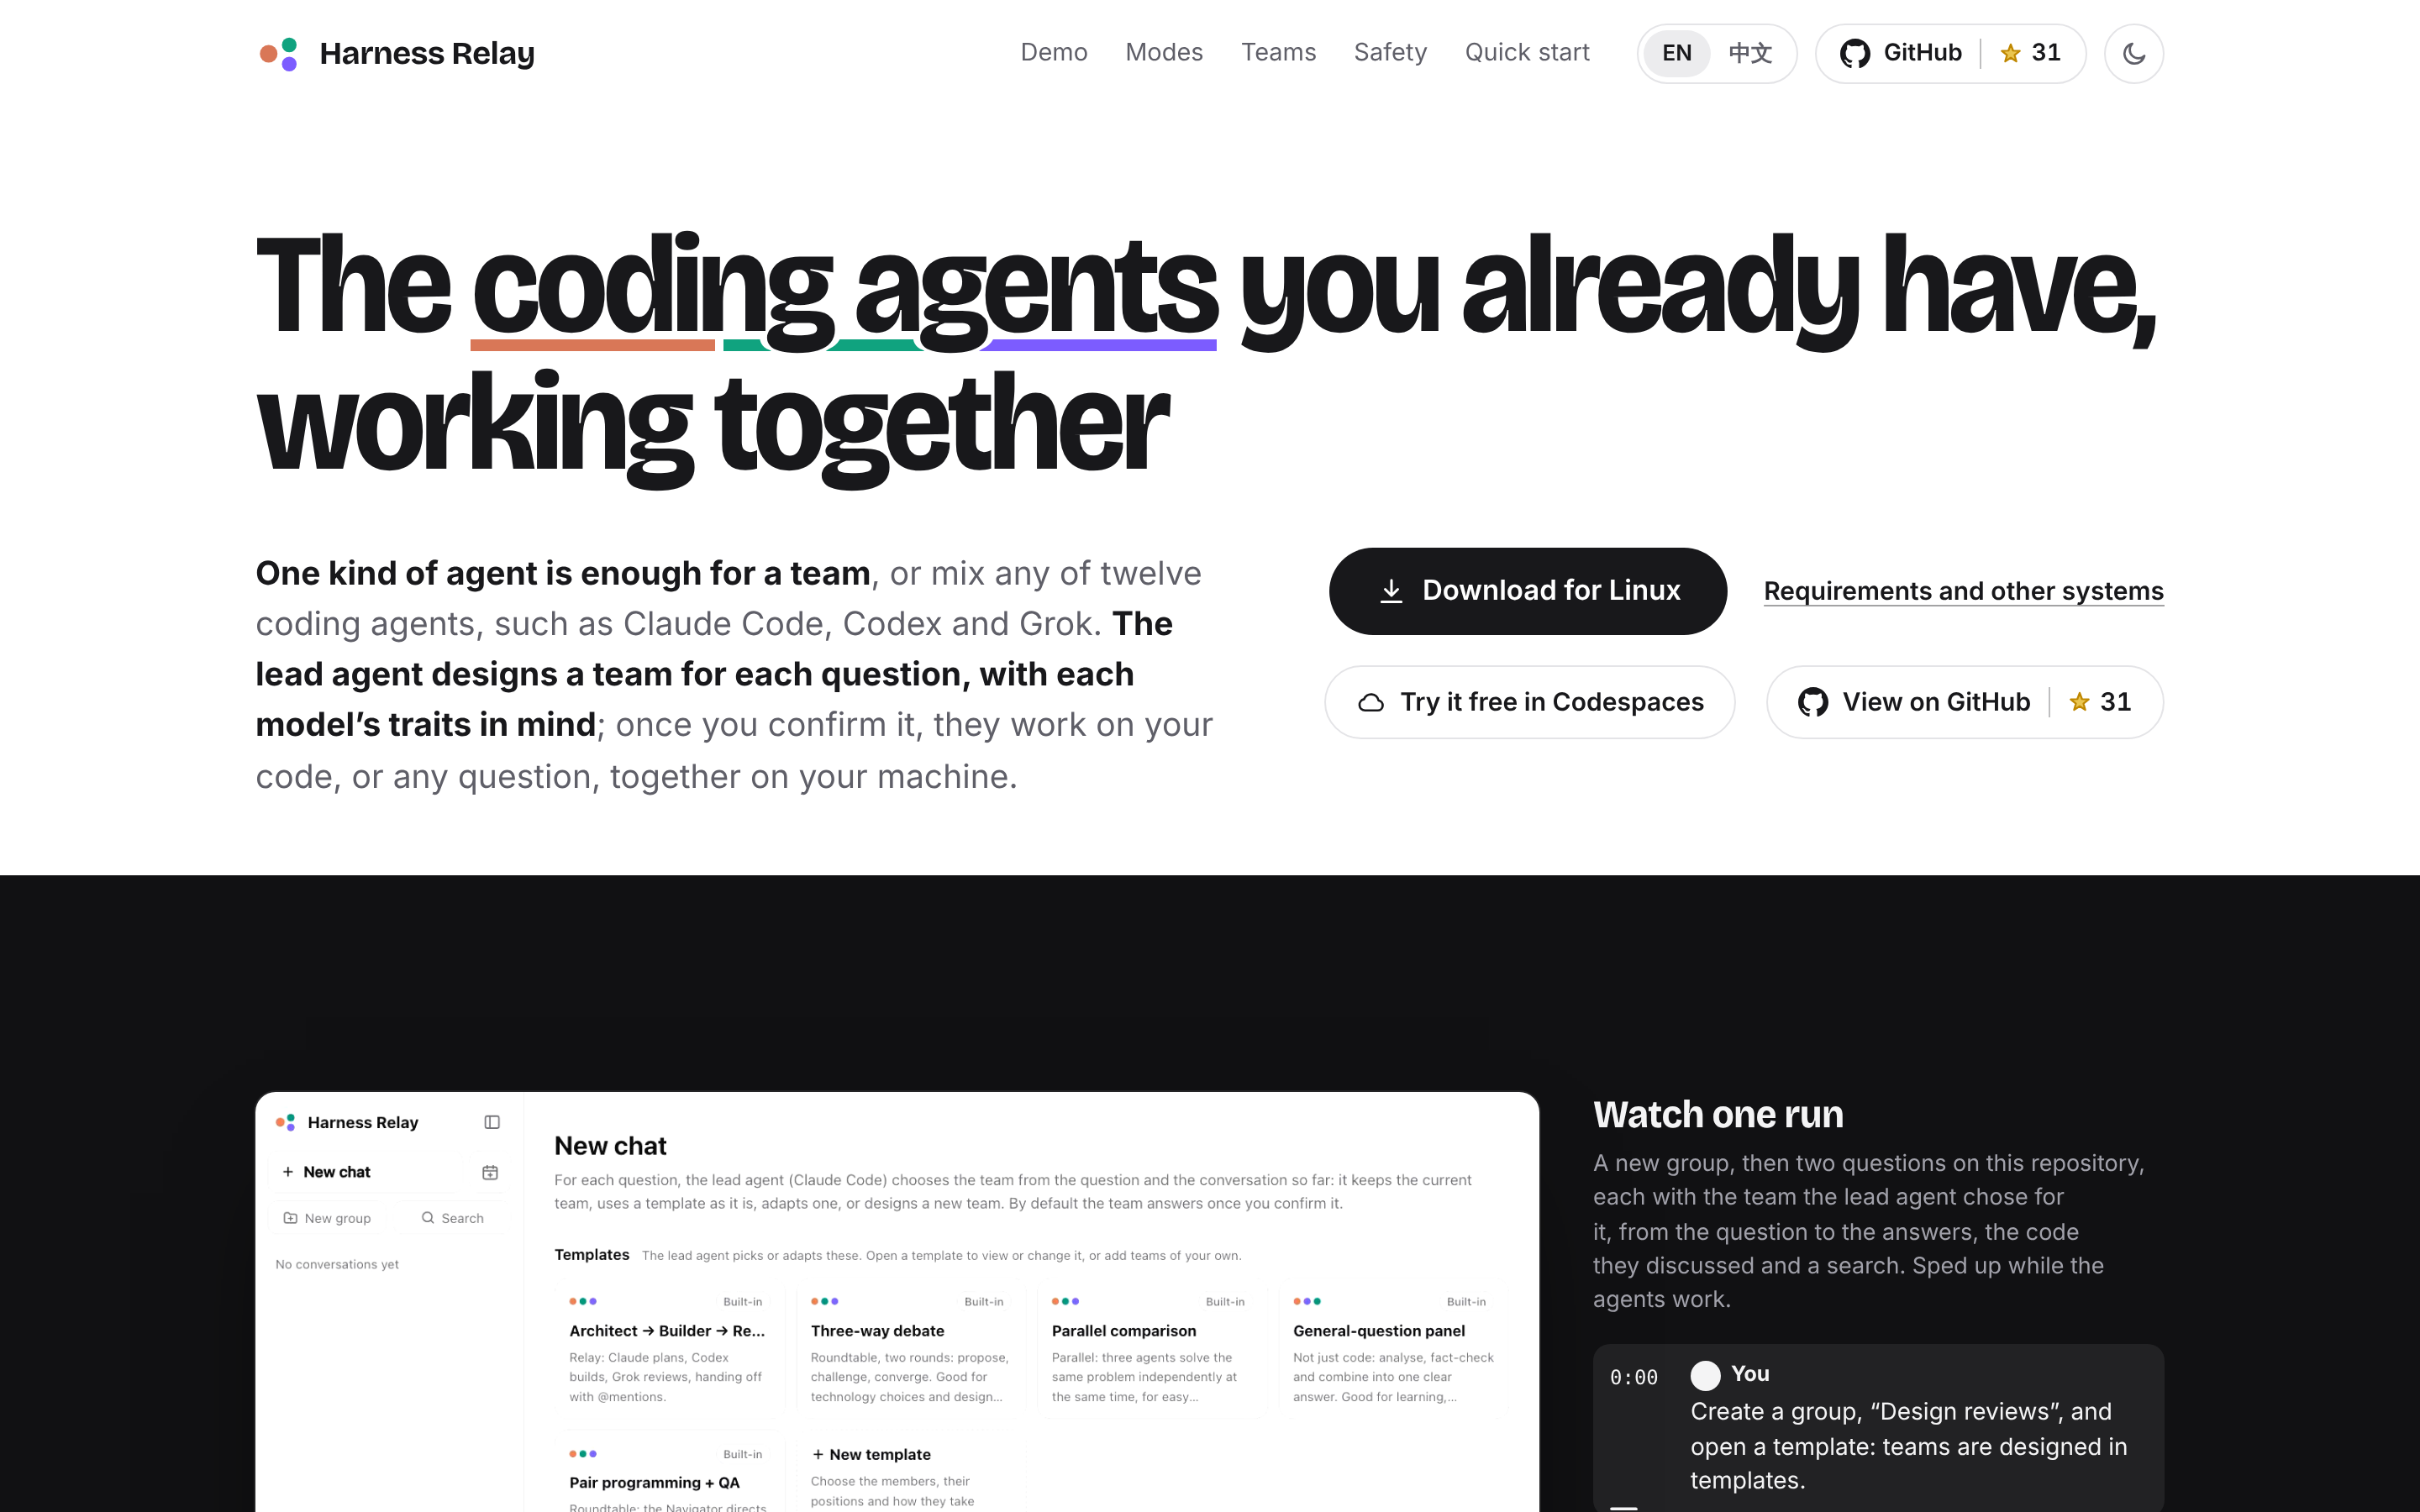 Harness Relay
Demo
Modes
Teams
Safety
Quick start
EN
中文
GitHub
31
The coding agents you already have,
working together
One kind of agent is enough for a team, or mix any of twelve
coding agents, such as Claude Code, Codex and Grok. The
lead agent designs a team for each question, with each
model’s traits in mind; once you confirm it, they work on your
code, or any question, together on your machine.
Download for Linux
Requirements and other systems
Try it free in Codespaces
View on GitHub
31
Harness Relay
New chat
New group
Search
No conversations yet
New chat
For each question, the lead agent (Claude Code) chooses the team from the question and the conversation so far: it keeps the current
team, uses a template as it is, adapts one, or designs a new team. By default the team answers once you confirm it.
Templates
The lead agent picks or adapts these. Open a template to view or change it, or add teams of your own.
Built-in
Architect → Builder → Re...
Relay: Claude plans, Codex
builds, Grok reviews, handing off
with @mentions.
Built-in
Three-way debate
Roundtable, two rounds: propose,
challenge, converge. Good for
technology choices and design...
Built-in
Parallel comparison
Parallel: three agents solve the
same problem independently at
the same time, for easy...
Built-in
General-question panel
Not just code: analyse, fact-check
and combine into one clear
answer. Good for learning,...
Built-in
Pair programming + QA
Roundtable: the Navigator directs
+ New template
Choose the members, their
positions and how they take
Watch one run
A new group, then two questions on this repository,
each with the team the lead agent chose for
it, from the question to the answers, the code
they discussed and a search. Sped up while the
agents work.
0:00
You
Create a group, “Design reviews”, and
open a template: teams are designed in
templates.